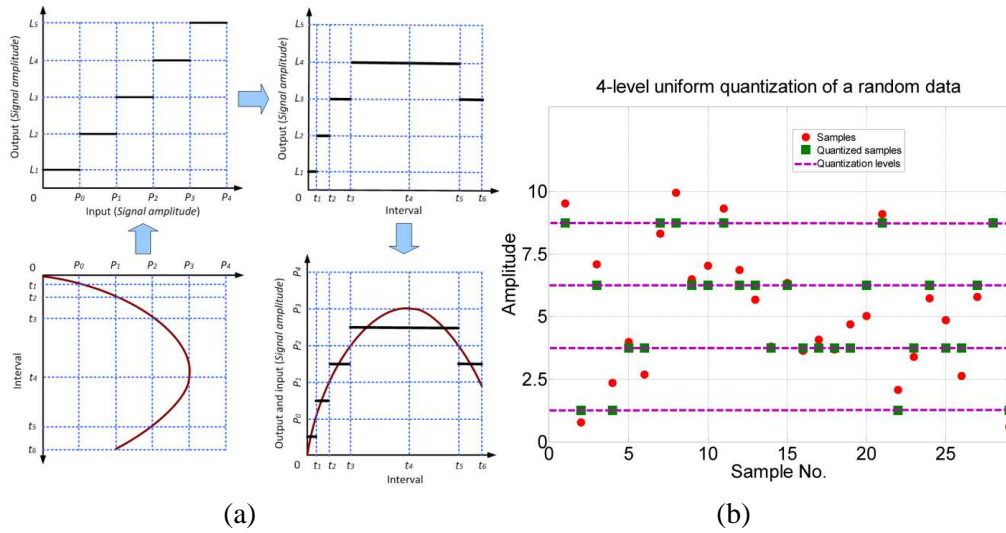 L5
L4
L3
L2
L1
Output (Signal amplitude)
0
P0 P1 P2 P3 P4
Input (Signal amplitude)
L5
L4
L3
L2
L1
Output (Signal amplitude)
0
t1 t2 t3 t4 t5 t6
Interval
0
P0 P1 P2 P3 P4
t1
t2
t3
t4
t5
t6
Interval
P4
P3
P2
P1
P0
Output and input (Signal amplitude)
0
t1 t2 t3 t4 t5 t6
Interval
(a)
4-level uniform quantization of a random data
Samples
Quantized samples
Quantization levels
10
7.5
5
2.5
0
Amplitude
0 5 10 15 20 25
Sample No.
(b)